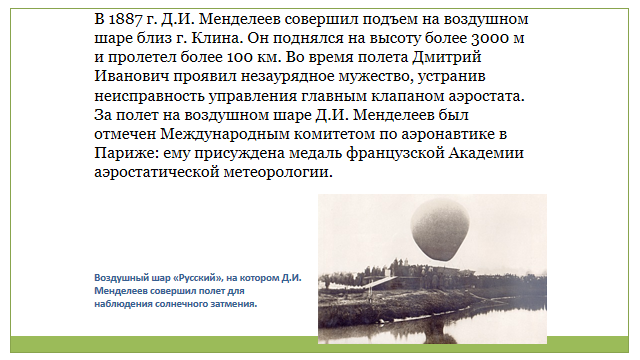 В 1887 г. Д.И. Менделеев совершил подъем на воздушном
шаре близ г. Клина. Он поднялся на высоту более 3000 м
и пролетел более 100 км. Во время полета Дмитрий
Иванович проявил незаурядное мужество, устранив
неисправность управления главным клапаном аэростата.
За полет на воздушном шаре Д.И. Менделеев был
отмечен Международным комитетом по аэронавтике в
Париже: ему присуждена медаль французской Академии
аэростатической метеорологии.
Воздушный шар «Русский», на котором Д.И.
Менделеев совершил полет для
наблюдения солнечного затмения.